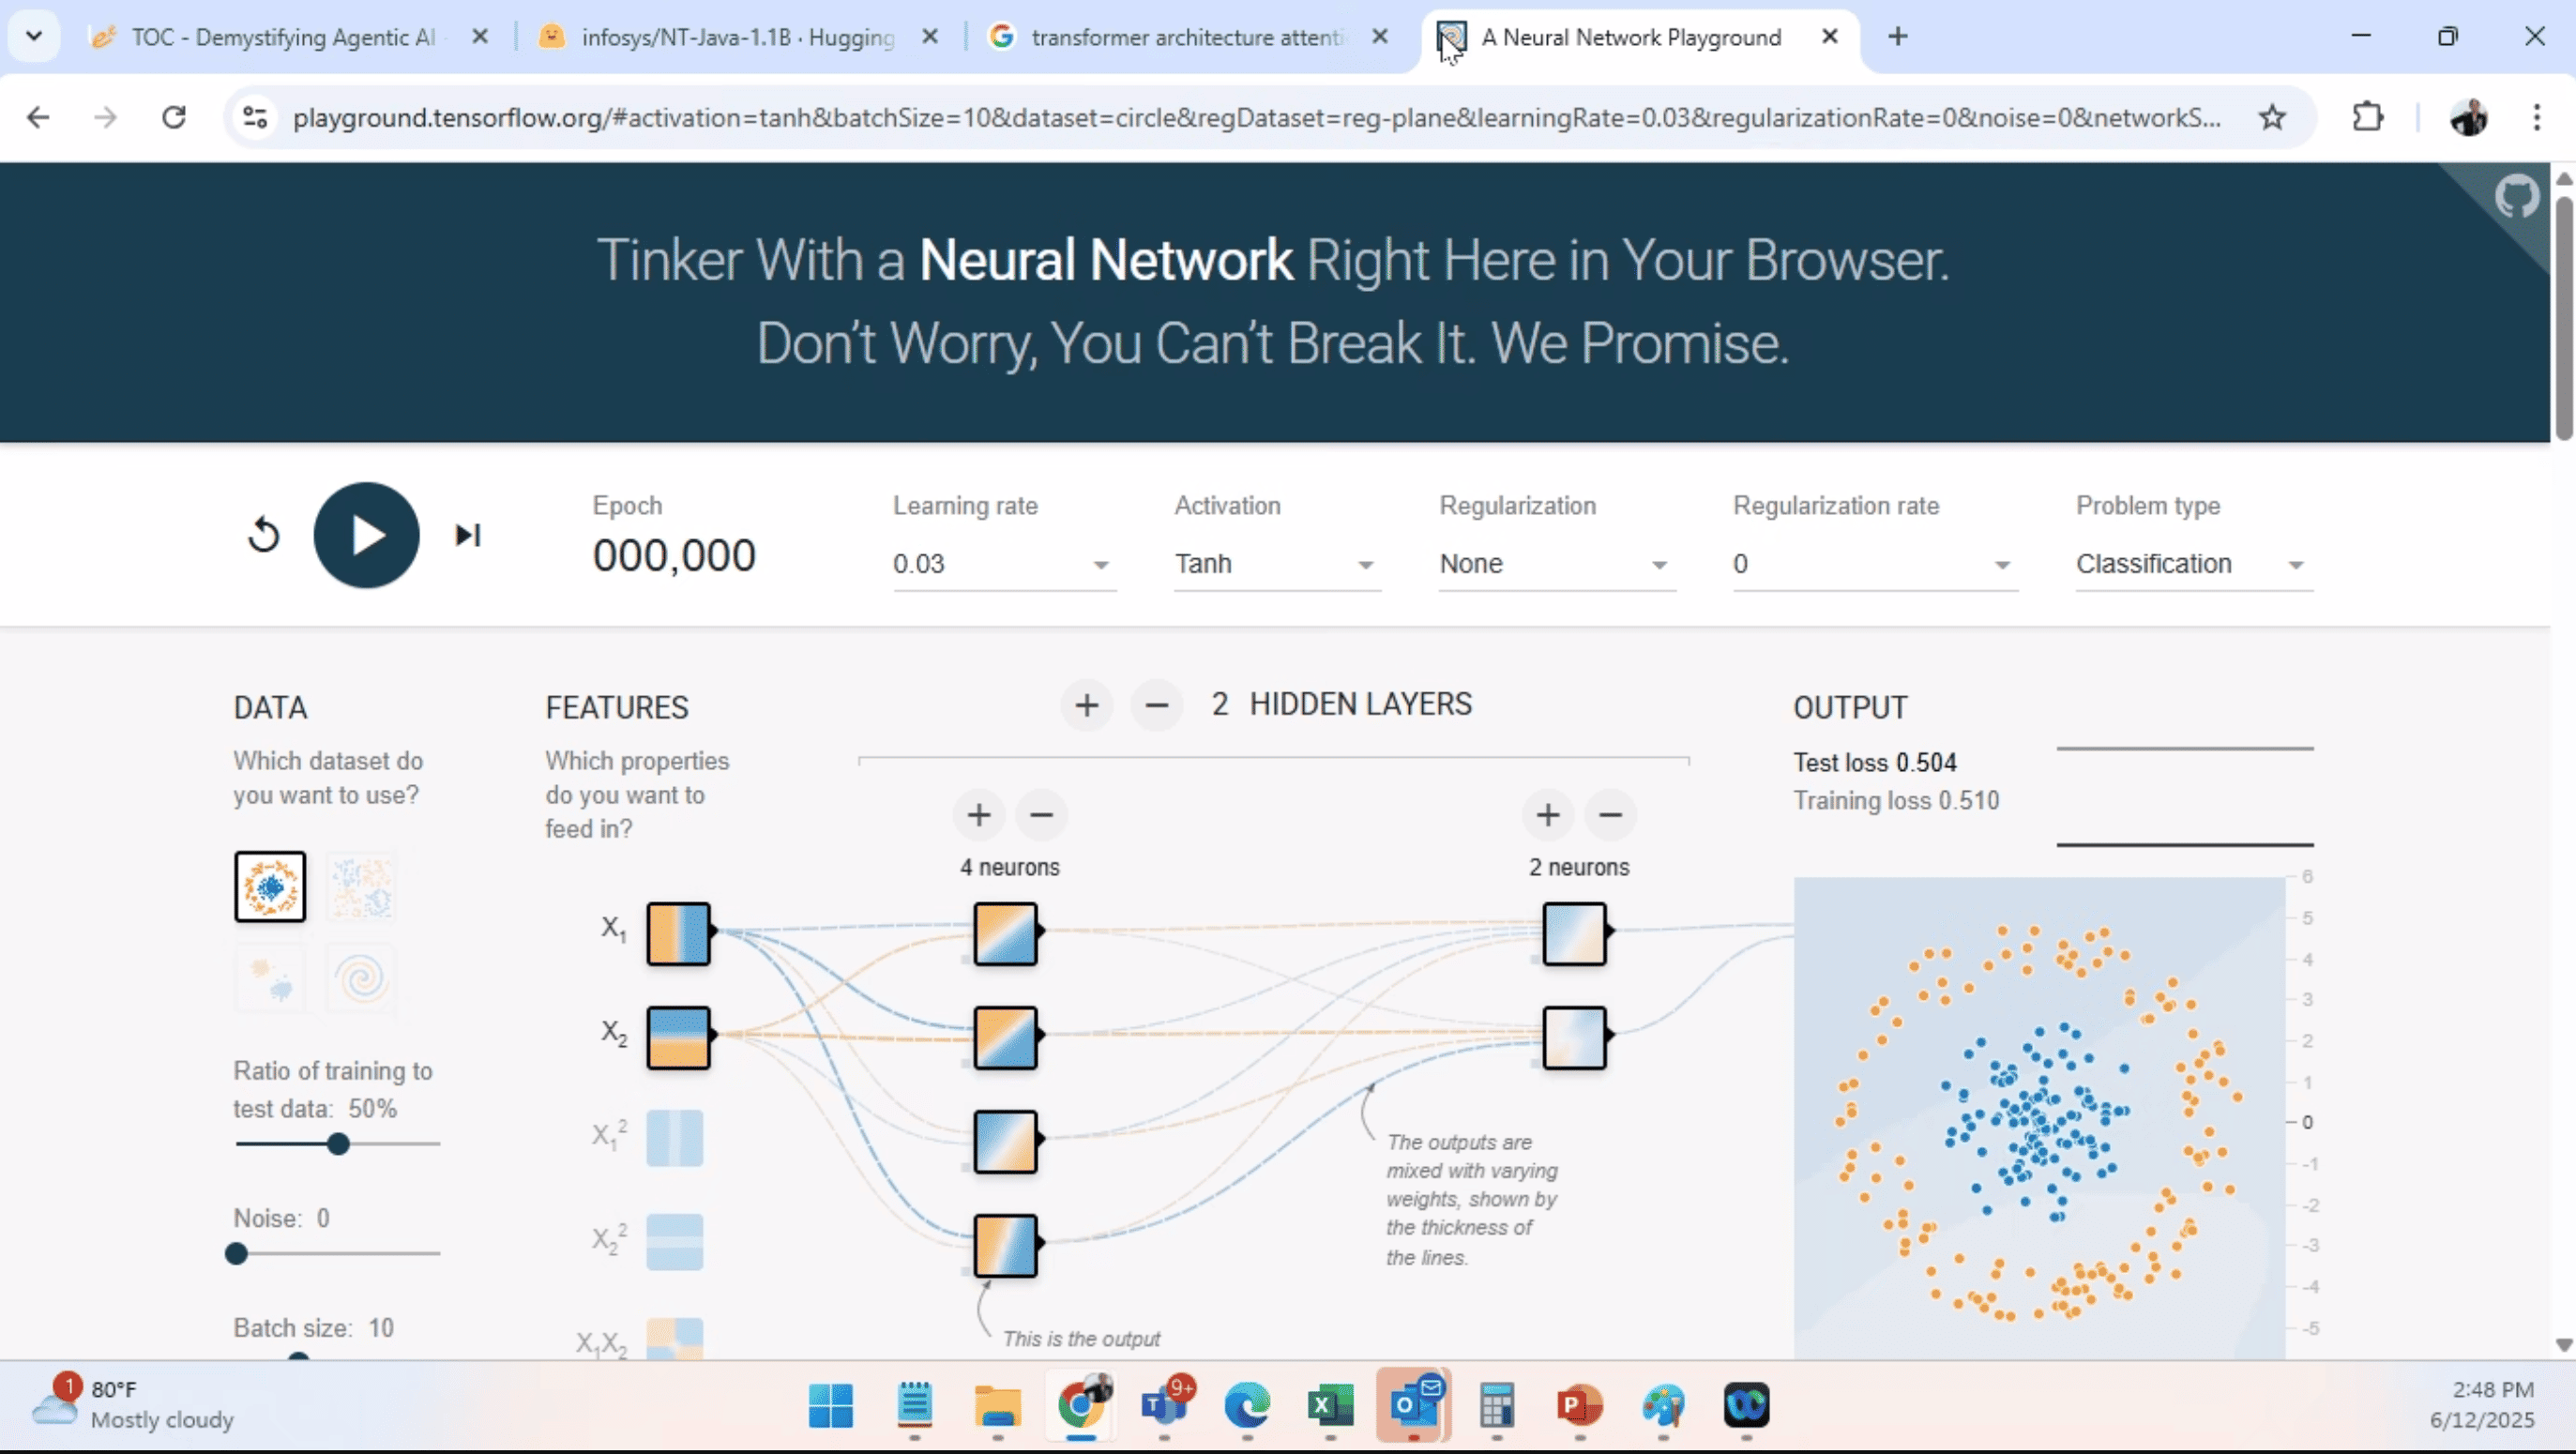 TOC - Demystifying Agentic AI
infosys/NT-Java-1.1B · Hugging
transformer architecture attenti
A Neural Network Playground
playground.tensorflow.org/#activation=tanh&batchSize=10&dataset=circle&regDataset=reg-plane&learningRate=0.03&regularizationRate=0&noise=0&networkS...
Tinker With a Neural Network Right Here in Your Browser.
Don't Worry, You Can't Break It. We Promise.
Epoch
000,000
Learning rate
0.03
Activation
Tanh
Regularization
None
Regularization rate
0
Problem type
Classification
DATA
Which dataset do
you want to use?
Ratio of training to
test data: 50%
Noise: 0
Batch size: 10
FEATURES
Which properties
do you want to
feed in?
X₁
X₂
X₁²
X₂²
X₁X₂
+ − 2 HIDDEN LAYERS
+ −
4 neurons
+ −
2 neurons
The outputs are
mixed with varying
weights, shown by
the thickness of
the lines.
This is the output
OUTPUT
Test loss 0.504
Training loss 0.510
6
5
4
3
2
1
0
-1
-2
-3
-4
-5
1
80°F
Mostly cloudy
9+
2:48 PM
6/12/2025